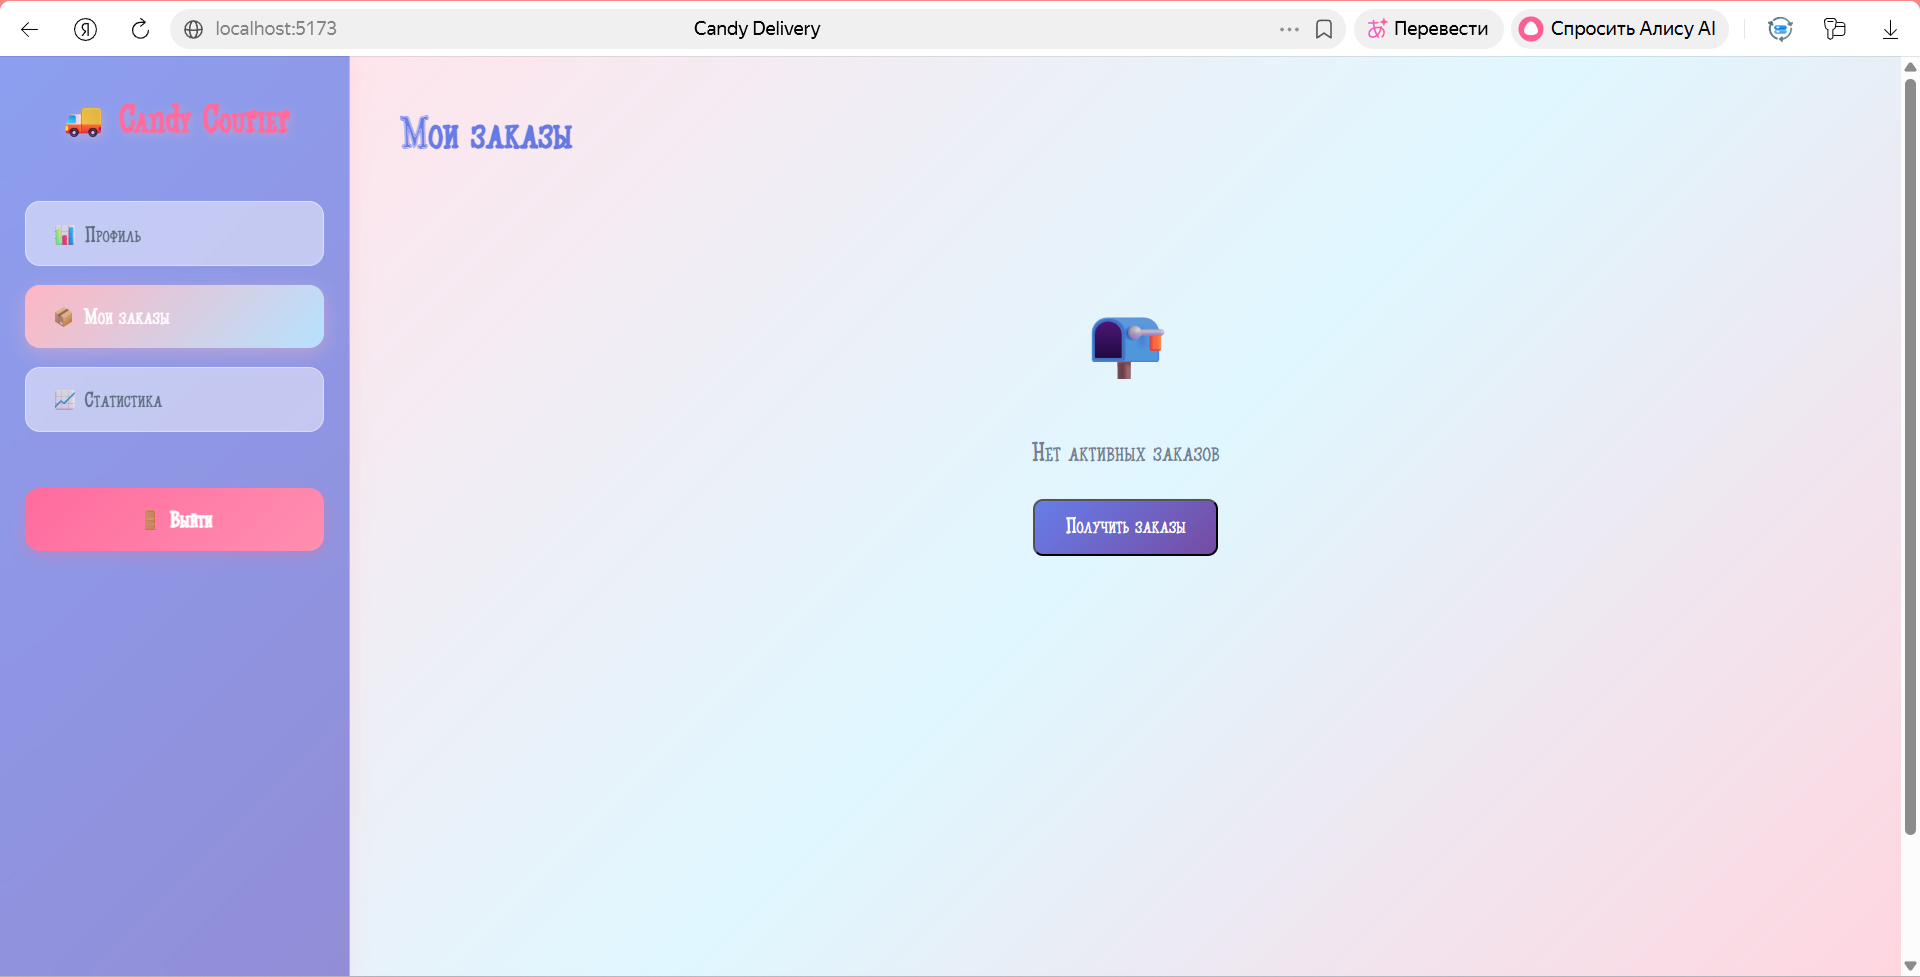 localhost:5173
Candy Delivery
Перевести
Спросить Алису AI
Candy Courier
Профиль
Мои заказы
Статистика
Выйти
Мои заказы
Нет активных заказов
Получить заказы